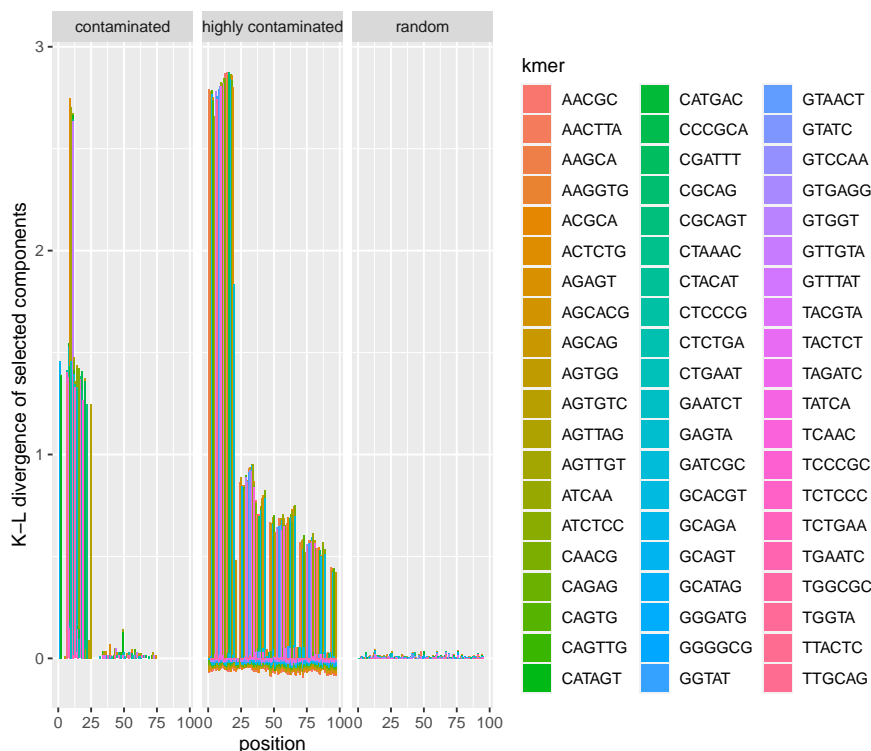 contaminated highly contaminated random
3
2
1
0
K−L divergence of selected components
0 25 50 75 100 0 25 50 75 100 0 25 50 75 100
position
kmer
AACGC CATGAC GTAACT
AACTTA CCCGCA GTATC
AAGCA CGATTT GTCCAA
AAGGTG CGCAG GTGAGG
ACGCA CGCAGT GTGGT
ACTCTG CTAAAC GTTGTA
AGAGT CTACAT GTTTAT
AGCACG CTCCCG TACGTA
AGCAG CTCTGA TACTCT
AGTGG CTGAAT TAGATC
AGTGTC GAATCT TATCA
AGTTAG GAGTA TCAAC
AGTTGT GATCGC TCCCGC
ATCAA GCACGT TCTCCC
ATCTCC GCAGA TCTGAA
CAACG GCAGT TGAATC
CAGAG GCATAG TGGCGC
CAGTG GGGATG TGGTA
CAGTTG GGGGCG TTACTC
CATAGT GGTAT TTGCAG